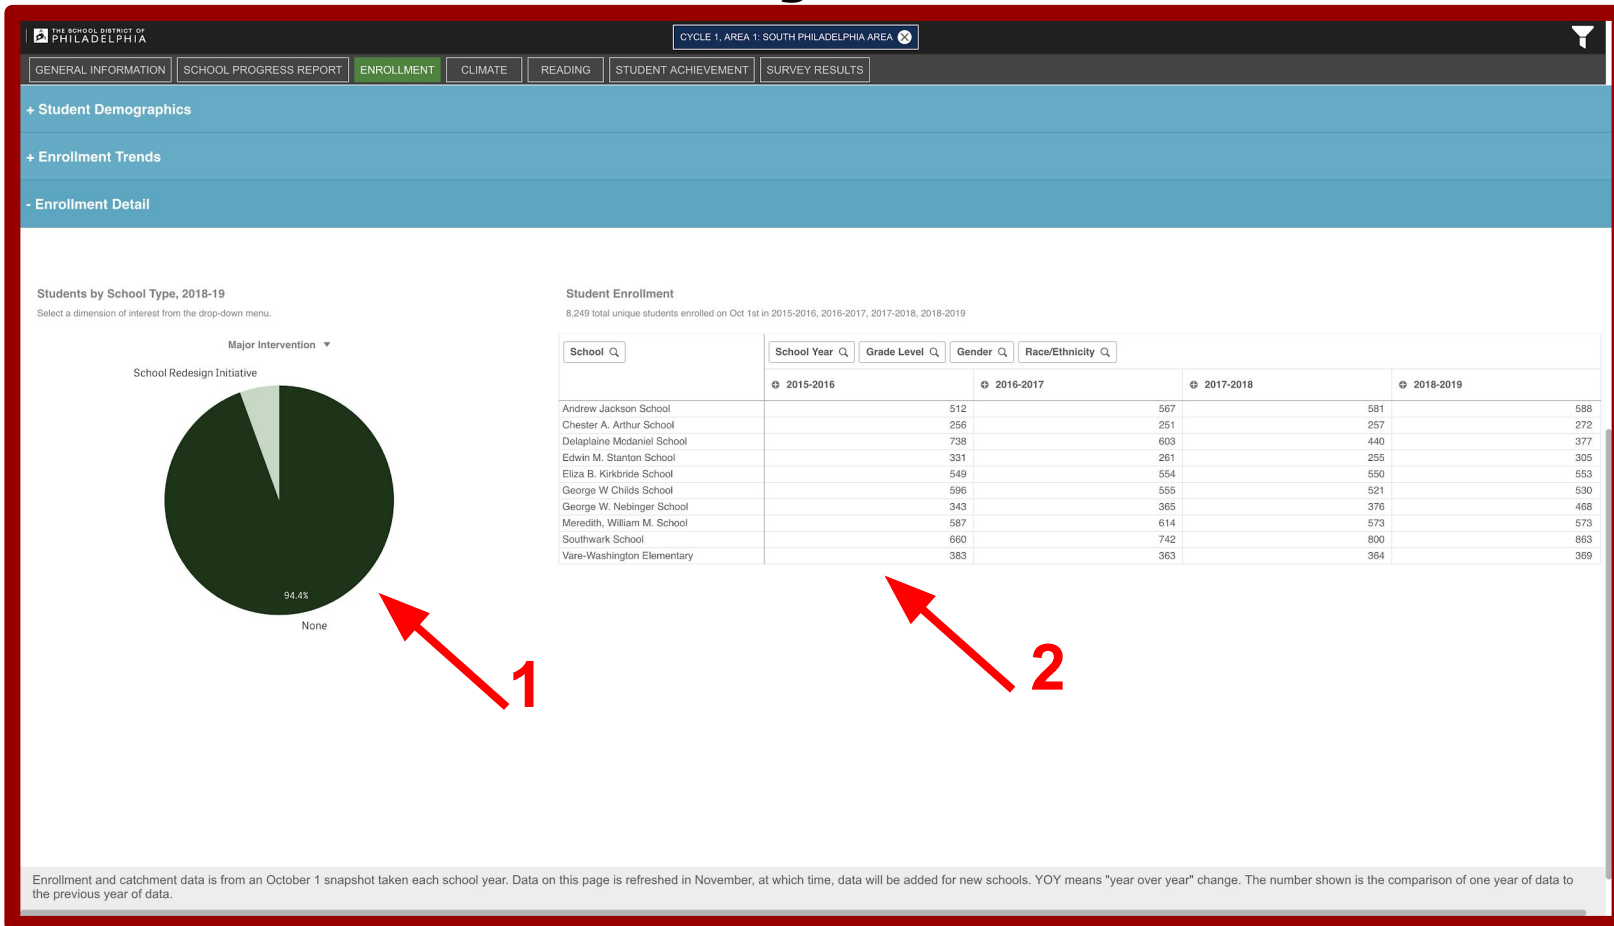 THE SCHOOL DISTRICT OF
PHILADELPHIA
CYCLE 1, AREA 1: SOUTH PHILADELPHIA AREA
GENERAL INFORMATION SCHOOL PROGRESS REPORT ENROLLMENT CLIMATE READING STUDENT ACHIEVEMENT SURVEY RESULTS
+ Student Demographics
+ Enrollment Trends
- Enrollment Detail
Students by School Type, 2018-19
Select a dimension of interest from the drop-down menu.
Major Intervention
School Redesign Initiative
94.4%
None
1
Student Enrollment
8,249 total unique students enrolled on Oct 1st in 2015-2016, 2016-2017, 2017-2018, 2018-2019
School School Year Grade Level Gender Race/Ethnicity
2015-2016 2016-2017 2017-2018 2018-2019
Andrew Jackson School 512 567 581 588
Chester A. Arthur School 256 251 257 272
Delaplaine Mcdaniel School 738 603 440 377
Edwin M. Stanton School 331 261 255 305
Eliza B. Kirkbride School 549 554 550 553
George W Childs School 596 555 521 530
George W. Nebinger School 343 365 376 468
Meredith, William M. School 587 614 573 573
Southwark School 660 742 800 863
Vare-Washington Elementary 383 363 364 369
2
Enrollment and catchment data is from an October 1 snapshot taken each school year. Data on this page is refreshed in November, at which time, data will be added for new schools. YOY means "year over year" change. The number shown is the comparison of one year of data to
the previous year of data.